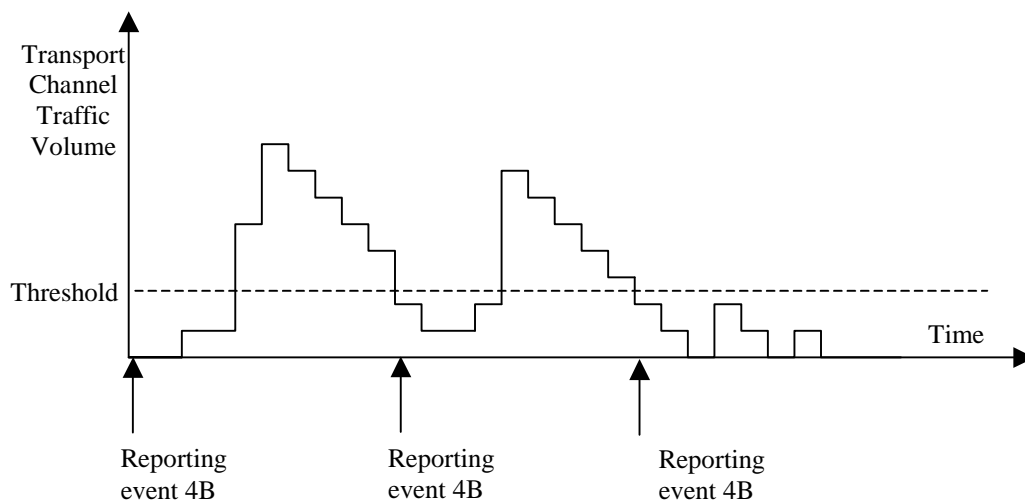 Transport
Channel
Traffic
Volume
Threshold
Time
Reporting
event 4B
Reporting
event 4B
Reporting
event 4B